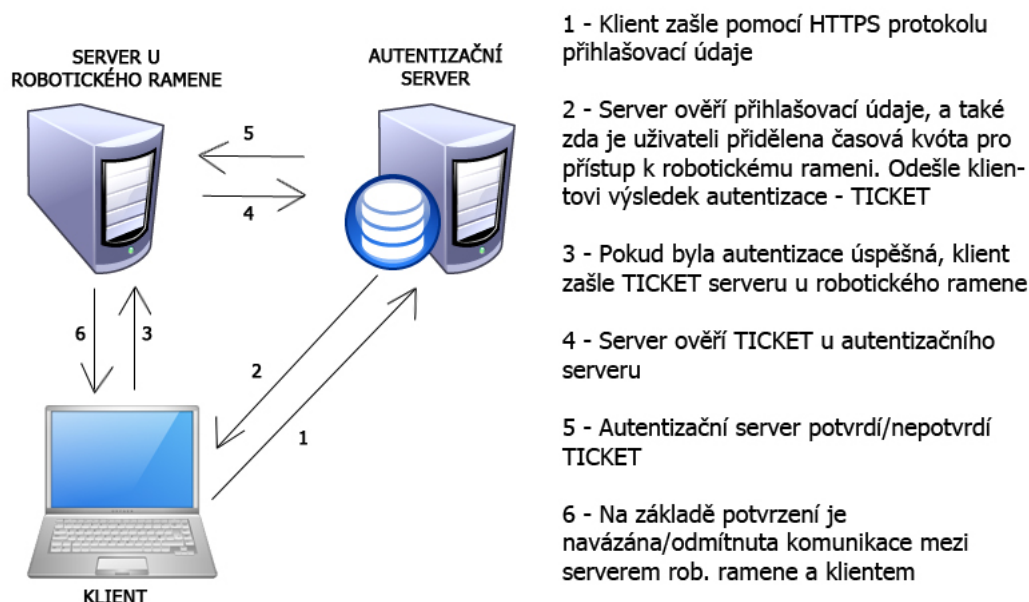 SERVER U
ROBOTICKÉHO RAMENE
AUTENTIZAČNÍ
SERVER
5
4
6
3
2
1
KLIENT
1 - Klient zašle pomocí HTTPS protokolu
přihlašovací údaje
2 - Server ověří přihlašovací údaje, a také
zda je uživateli přidělena časová kvóta pro
přístup k robotickému rameni. Odešle klien-
tovi výsledek autentizace - TICKET
3 - Pokud byla autentizace úspěšná, klient
zašle TICKET serveru u robotického ramene
4 - Server ověří TICKET u autentizačního
serveru
5 - Autentizační server potvrdí/nepotvrdí
TICKET
6 - Na základě potvrzení je
navázána/odmítnuta komunikace mezi
serverem rob. ramene a klientem